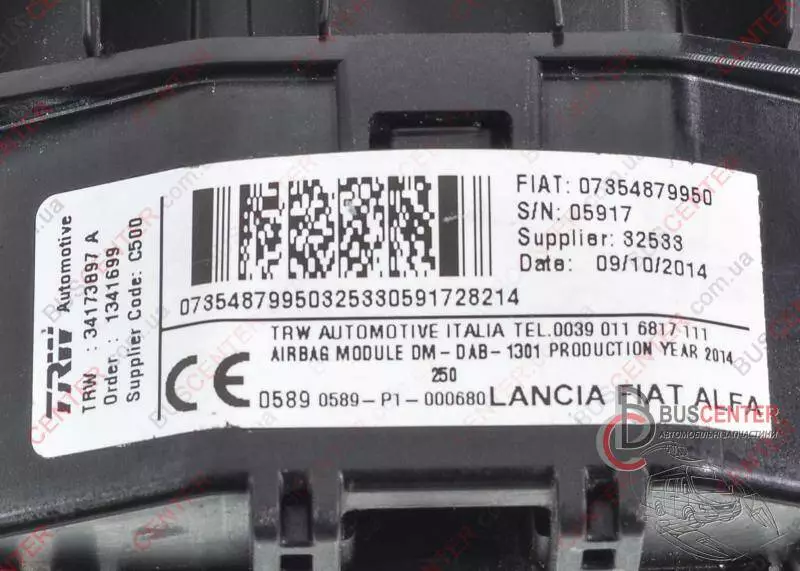 TRW Automotive
TRW : 34173897 A
Order : 1341699
Supplier Code: C500
FIAT: 07354879950
S/N: 05917
Supplier: 32533
Date: 09/10/2014
07354879950325330591728214
TRW AUTOMOTIVE ITALIA TEL.0039 011 6817 111
AIRBAG MODULE DM-DAB-1301 PRODUCTION YEAR 2014
250
CE 0589 0589-P1-000680 LANCIA FIAT ALFA
BUSCENTER
АВТОМОБІЛЬНІ ЗАПЧАСТИНИ